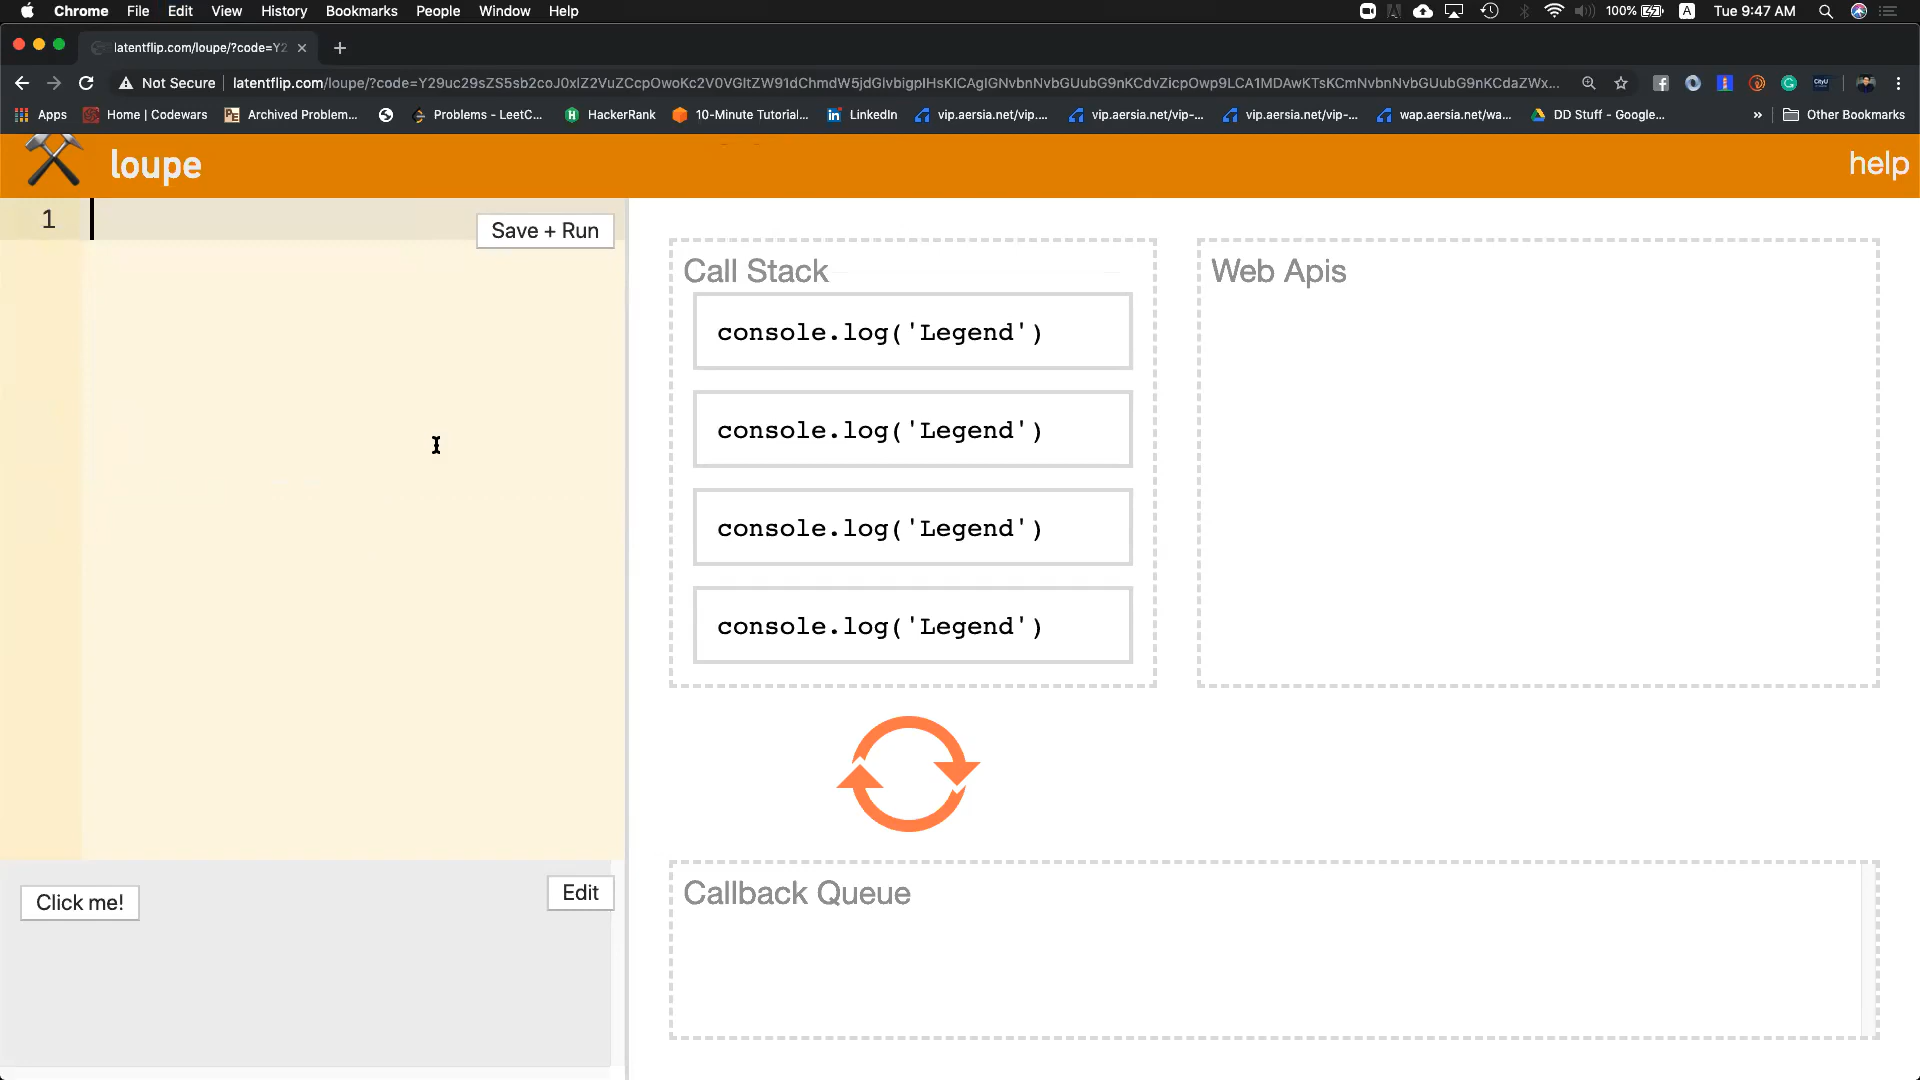 Chrome File Edit View History Bookmarks People Window Help
100% A Tue 9:47 AM
latentflip.com/loupe/?code=Y2
Not Secure latentflip.com/loupe/?code=Y29uc29sZS5sb2coJ0xlZ2VuZCcpOwoKc2V0VGltZW91dChmdW5jdGlvbigpIHsKICAgIGNvbnNvbGUubG9nKCdvZicpOwp9LCA1MDAwKTsKCmNvbnNvbGUubG9nKCdaZWx...
Apps Home | Codewars Archived Problem... Problems - LeetC... HackerRank 10-Minute Tutorial... LinkedIn vip.aersia.net/vip.... vip.aersia.net/vip-... vip.aersia.net/vip-... wap.aersia.net/wa... DD Stuff - Google... » Other Bookmarks
loupe
help
1
Save + Run
Call Stack
console.log('Legend')
console.log('Legend')
console.log('Legend')
console.log('Legend')
Web Apis
Click me!
Edit
Callback Queue